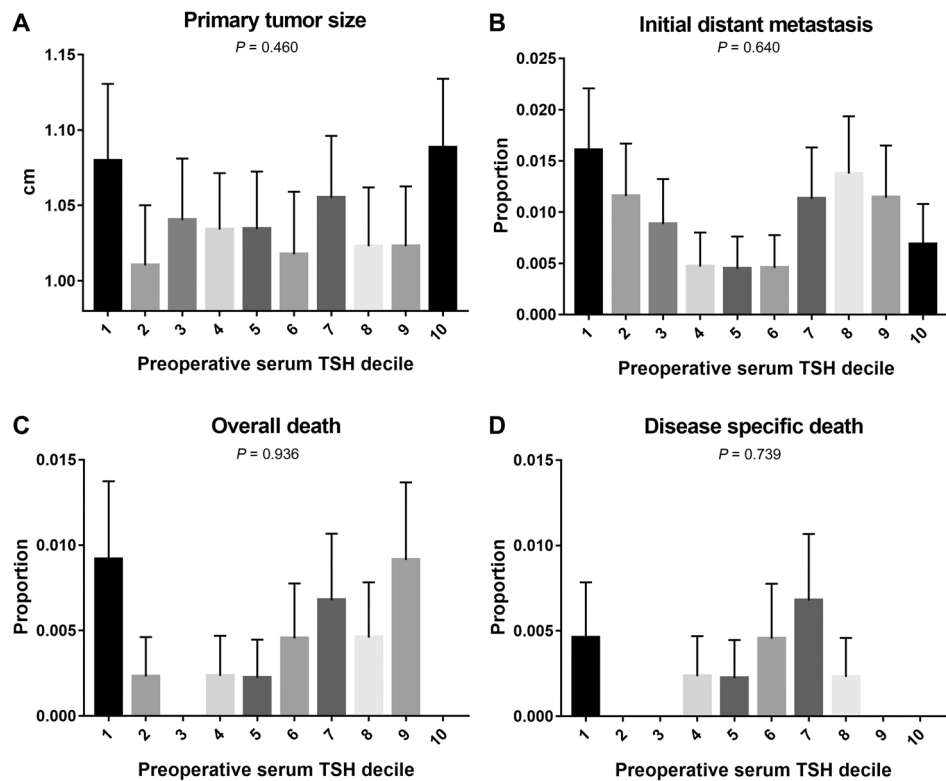 A
Primary tumor size
P = 0.460
1.15
1.10
1.05
1.00
cm
1 2 3 4 5 6 7 8 9 10
Preoperative serum TSH decile
B
Initial distant metastasis
P = 0.640
0.025
0.020
0.015
0.010
0.005
0.000
Proportion
1 2 3 4 5 6 7 8 9 10
Preoperative serum TSH decile
C
Overall death
P = 0.936
0.015
0.010
0.005
0.000
Proportion
1 2 3 4 5 6 7 8 9 10
Preoperative serum TSH decile
D
Disease specific death
P = 0.739
0.015
0.010
0.005
0.000
Proportion
1 2 3 4 5 6 7 8 9 10
Preoperative serum TSH decile